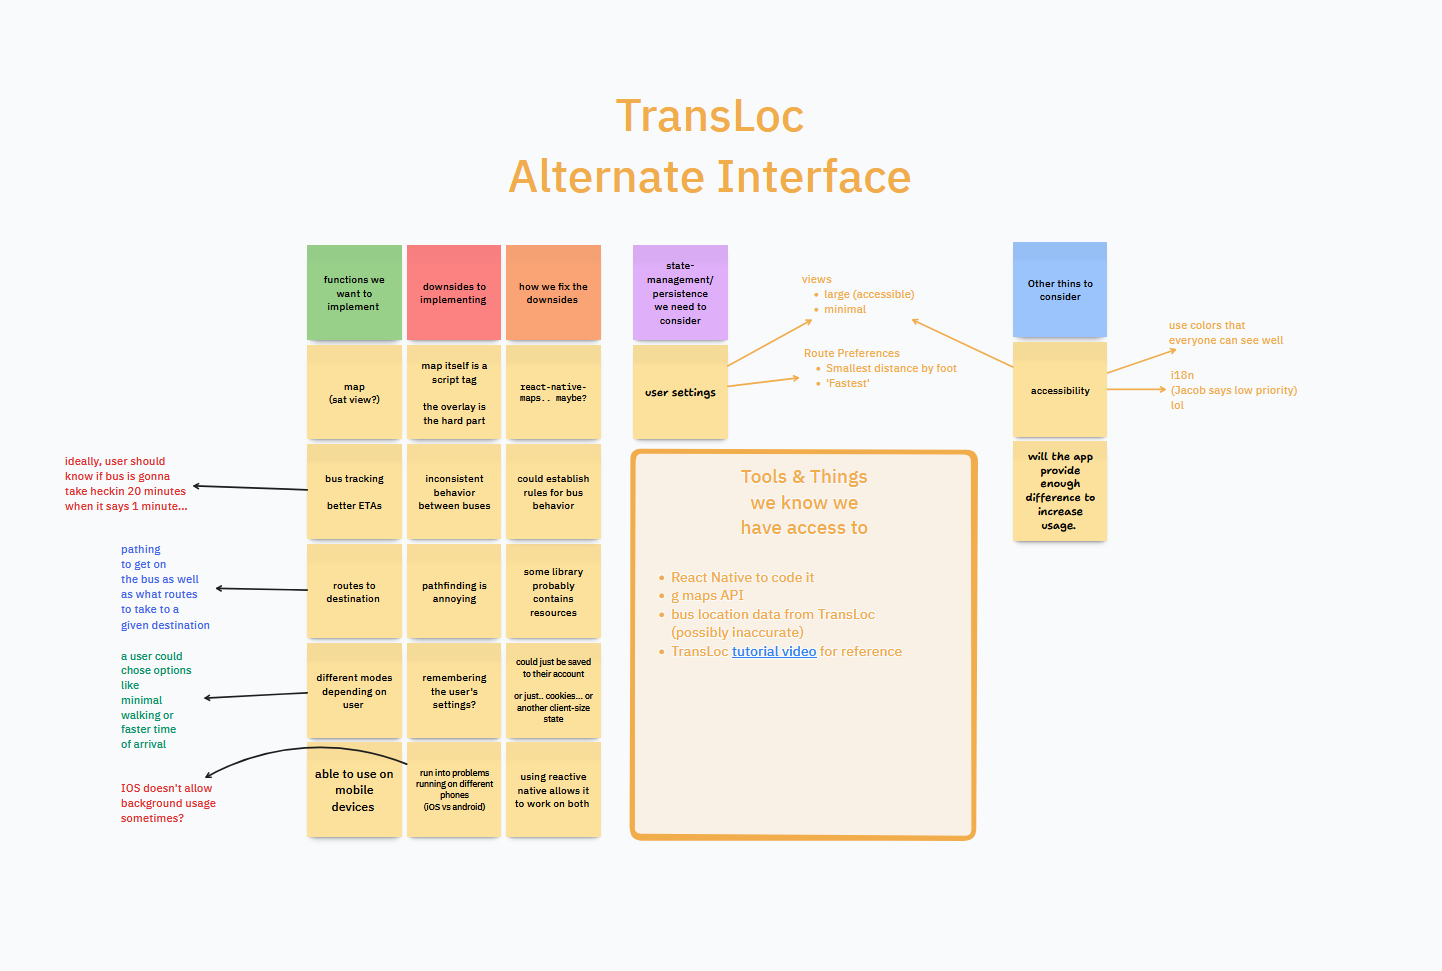 TransLoc
Alternate Interface
functions we
want to
implement
downsides to
implementing
how we fix the
downsides
map
(sat view?)
map itself is a
script tag
the overlay is
the hard part
react-native-
maps.. maybe?
ideally, user should
know if bus is gonna
take heckin 20 minutes
when it says 1 minute...
bus tracking
better ETAs
inconsistent
behavior
between buses
could establish
rules for bus
behavior
pathing
to get on
the bus as well
as what routes
to take to a
given destination
routes to
destination
pathfinding is
annoying
some library
probably
contains
resources
a user could
chose options
like
minimal
walking or
faster time
of arrival
different modes
depending on
user
remembering
the user's
settings?
could just be saved
to their account
or just.. cookies... or
another client-size
state
IOS doesn't allow
background usage
sometimes?
able to use on
mobile
devices
run into problems
running on different
phones
(iOS vs android)
using reactive
native allows it
to work on both
state-
management/
persistence
we need to
consider
user settings
views
• large (accessible)
• minimal
Route Preferences
• Smallest distance by foot
• 'Fastest'
Tools & Things
we know we
have access to
• React Native to code it
• g maps API
• bus location data from TransLoc
(possibly inaccurate)
• TransLoc tutorial video for reference
Other thins to
consider
accessibility
use colors that
everyone can see well
i18n
(Jacob says low priority)
lol
will the app
provide
enough
difference to
increase
usage.